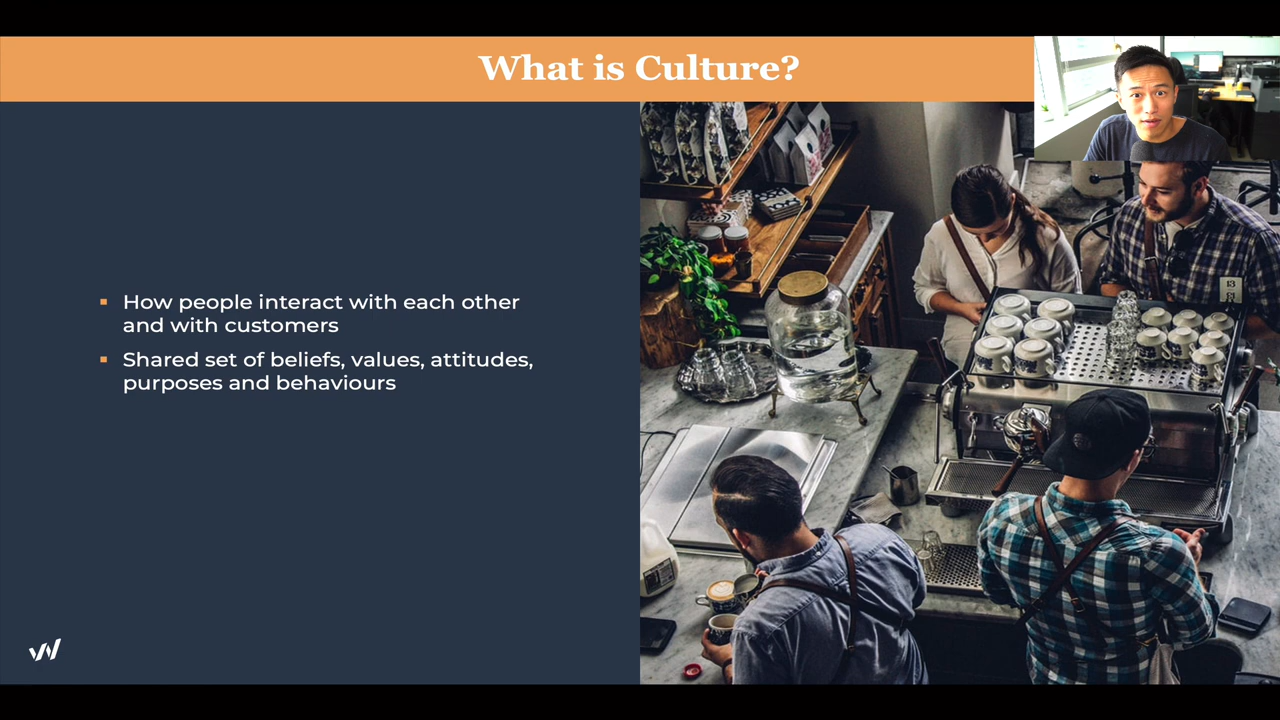 What is Culture?
How people interact with each other
and with customers
Shared set of beliefs, values, attitudes,
purposes and behaviours